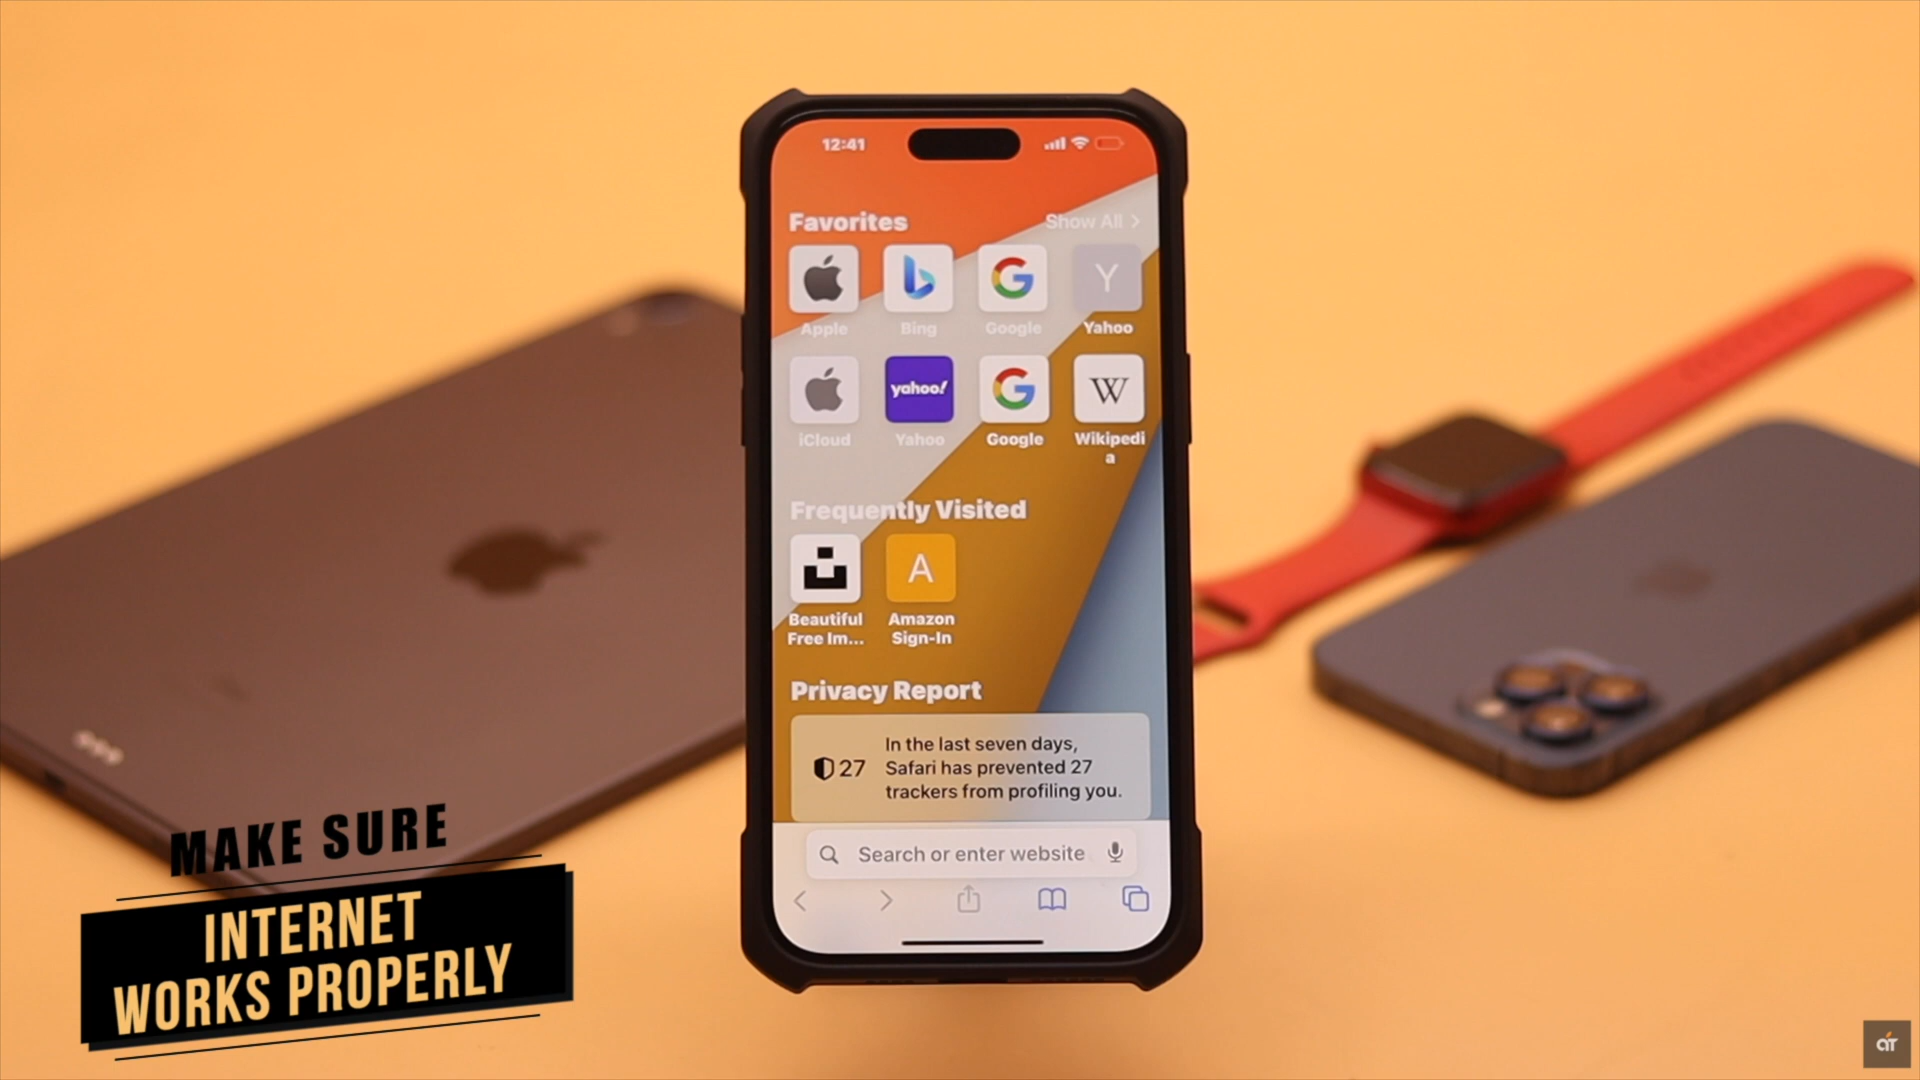 12:41
Favorites
Show All >
Apple
Bing
Google
Y
Yahoo
iCloud
yahoo!
Yahoo
Google
W
Wikipedi
a
Frequently Visited
A
Beautiful
Free Im...
Amazon
Sign-In
Privacy Report
27
In the last seven days,
Safari has prevented 27
trackers from profiling you.
Search or enter website
MAKE SURE
INTERNET
WORKS PROPERLY